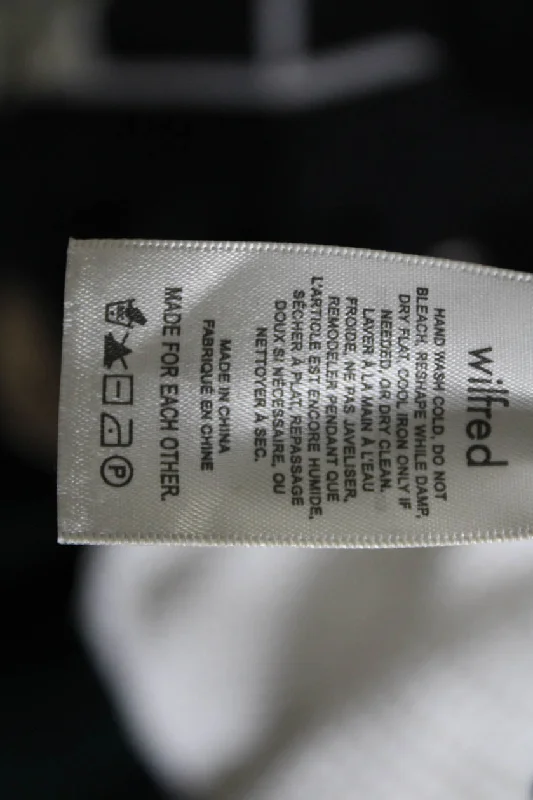 wilfred
HAND WASH COLD. DO NOT
BLEACH. RESHAPE WHILE DAMP,
DRY FLAT. COOL IRON ONLY IF
NEEDED, OR DRY CLEAN.
LAVER À LA MAIN À L'EAU
FROIDE. NE PAS JAVELISER.
REMODELER PENDANT QUE
L'ARTICLE EST ENCORE HUMIDE,
SÉCHER À PLAT. REPASSAGE
DOUX SI NÉCESSAIRE, OU
NETTOYER À SEC.
MADE IN CHINA
FABRIQUÉ EN CHINE
MADE FOR EACH OTHER.
P